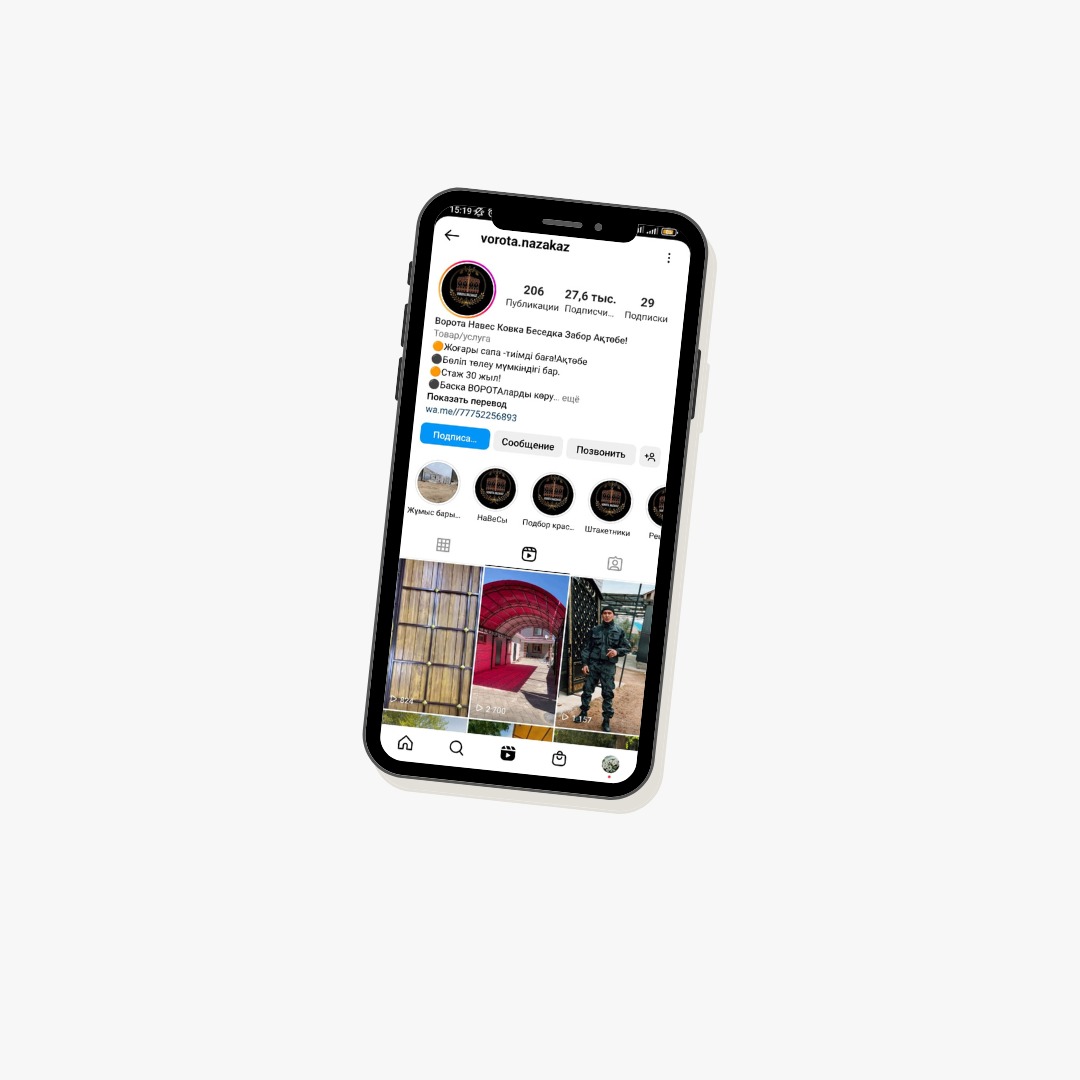 15:19
vorota.nazakaz
206 27,6 тыс. 29
Публикации Подписчи... Подписки
Ворота Навес Ковка Беседка Забор Ақтөбе!
Товар/услуга
Жоғары сапа -тиімді баға!Ақтөбе
Бөліп төлеу мүмкіндігі бар.
Стаж 30 жыл!
Баска ВОРОТАларды көру... ещё
Показать перевод
wa.me//77752256893
Подписа... Сообщение Позвонить
Жұмыс бары... НаВеСы Подбор крас... Штакетники
824 2 700 1 157